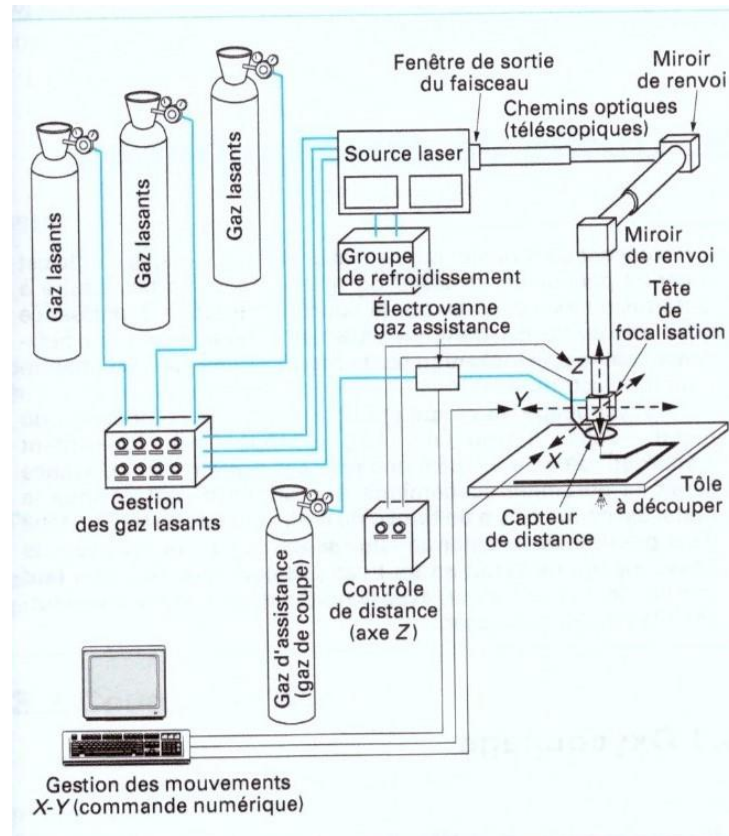 Fenêtre de sortie
du faisceau
Miroir
de renvoi
Chemins optiques
(téléscopiques)
Gaz lasants
Gaz lasants
Gaz lasants
Source laser
Groupe
de refroidissement
Miroir
de renvoi
Tête
de
focalisation
Électrovanne
gaz assistance
Z
Y
X
Gestion
des gaz lasants
Tôle
à découper
Capteur
de distance
Gaz d'assistance
(gaz de coupe)
Contrôle
de distance
(axe Z)
Gestion des mouvements
X-Y (commande numérique)